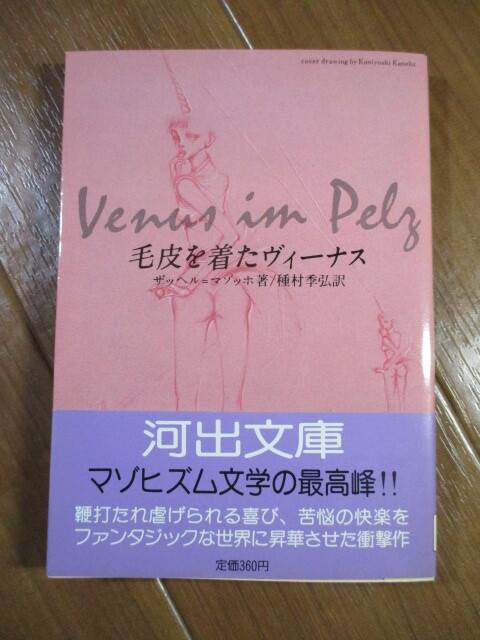 cover drawing by Kuniyoshi Kaneko
Venus im Pelz
毛皮を着たヴィーナス
ザッヘル=マゾッホ著/種村季弘訳
河出文庫
マゾヒズム文学の最高峰!!
鞭打たれ虐げられる喜び、苦悩の快楽を
ファンタジックな世界に昇華させた衝撃作
定価360円